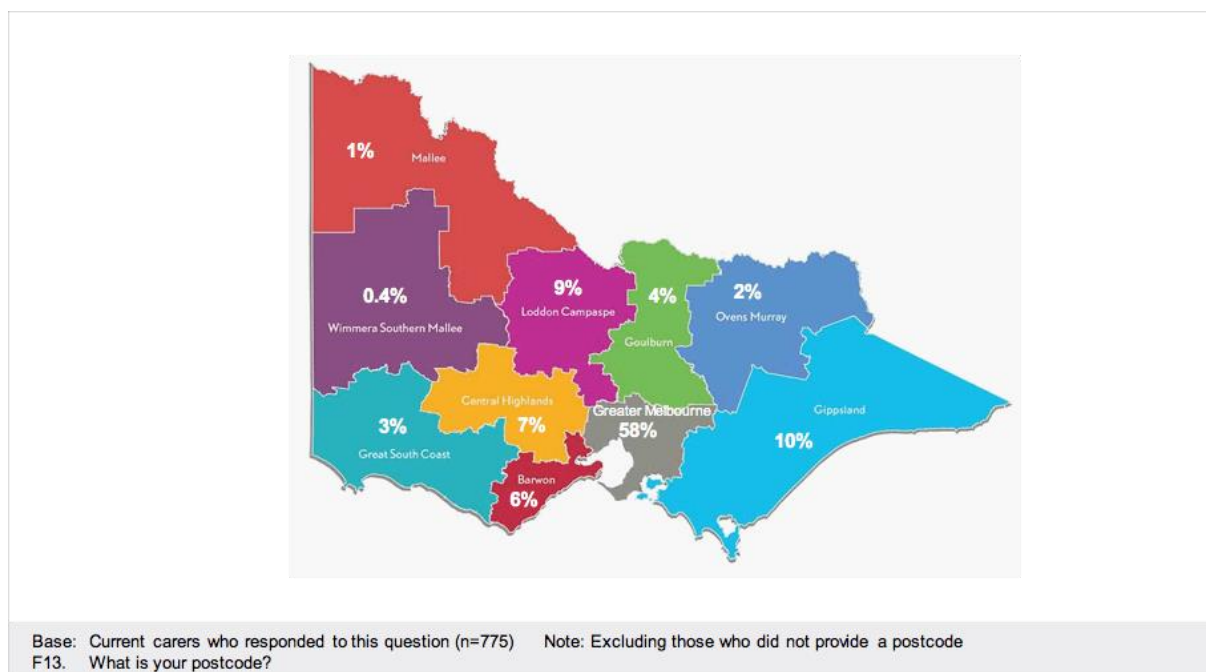 1%
Mallee
0.4%
Wimmera Southern Mallee
9%
Loddon Campaspe
4%
Goulburn
2%
Ovens Murray
Central Highlands
7%
Greater Melbourne
58%
Gippsland
10%
3%
Great South Coast
Barwon
6%
Base: Current carers who responded to this question (n=775) Note: Excluding those who did not provide a postcode
F13. What is your postcode?